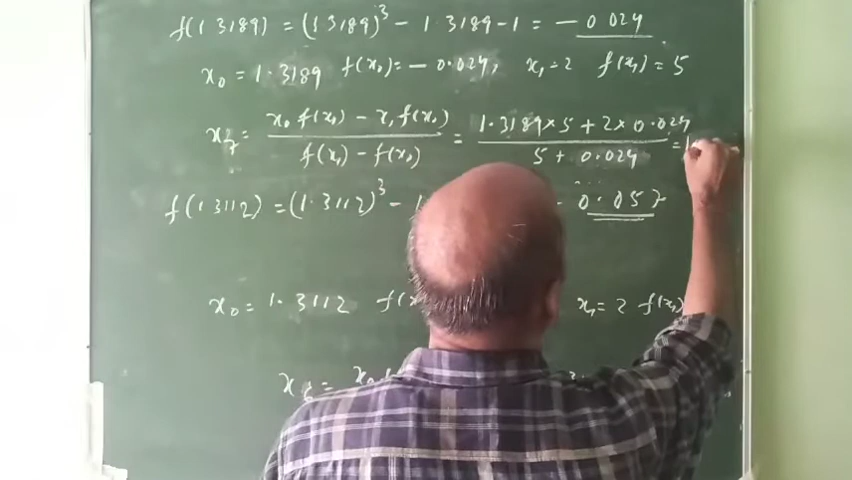 f(1.3189) = (1.3189)³ - 1.3189 - 1 = - 0.024
x₀ = 1.3189 f(x₀) = - 0.024, x₁ = 2 f(x₁) = 5
x₇ = x₀ f(x₁) - x₁ f(x₀) / f(x₁) - f(x₀) = 1.3189 × 5 + 2 × 0.024 / 5 + 0.024 = 1
f(1.3112) = (1.3112)³ - 1 - 0.057
x₀ = 1.3112 f(x x₁ = 2 f(x₁)
x₆ = x₀